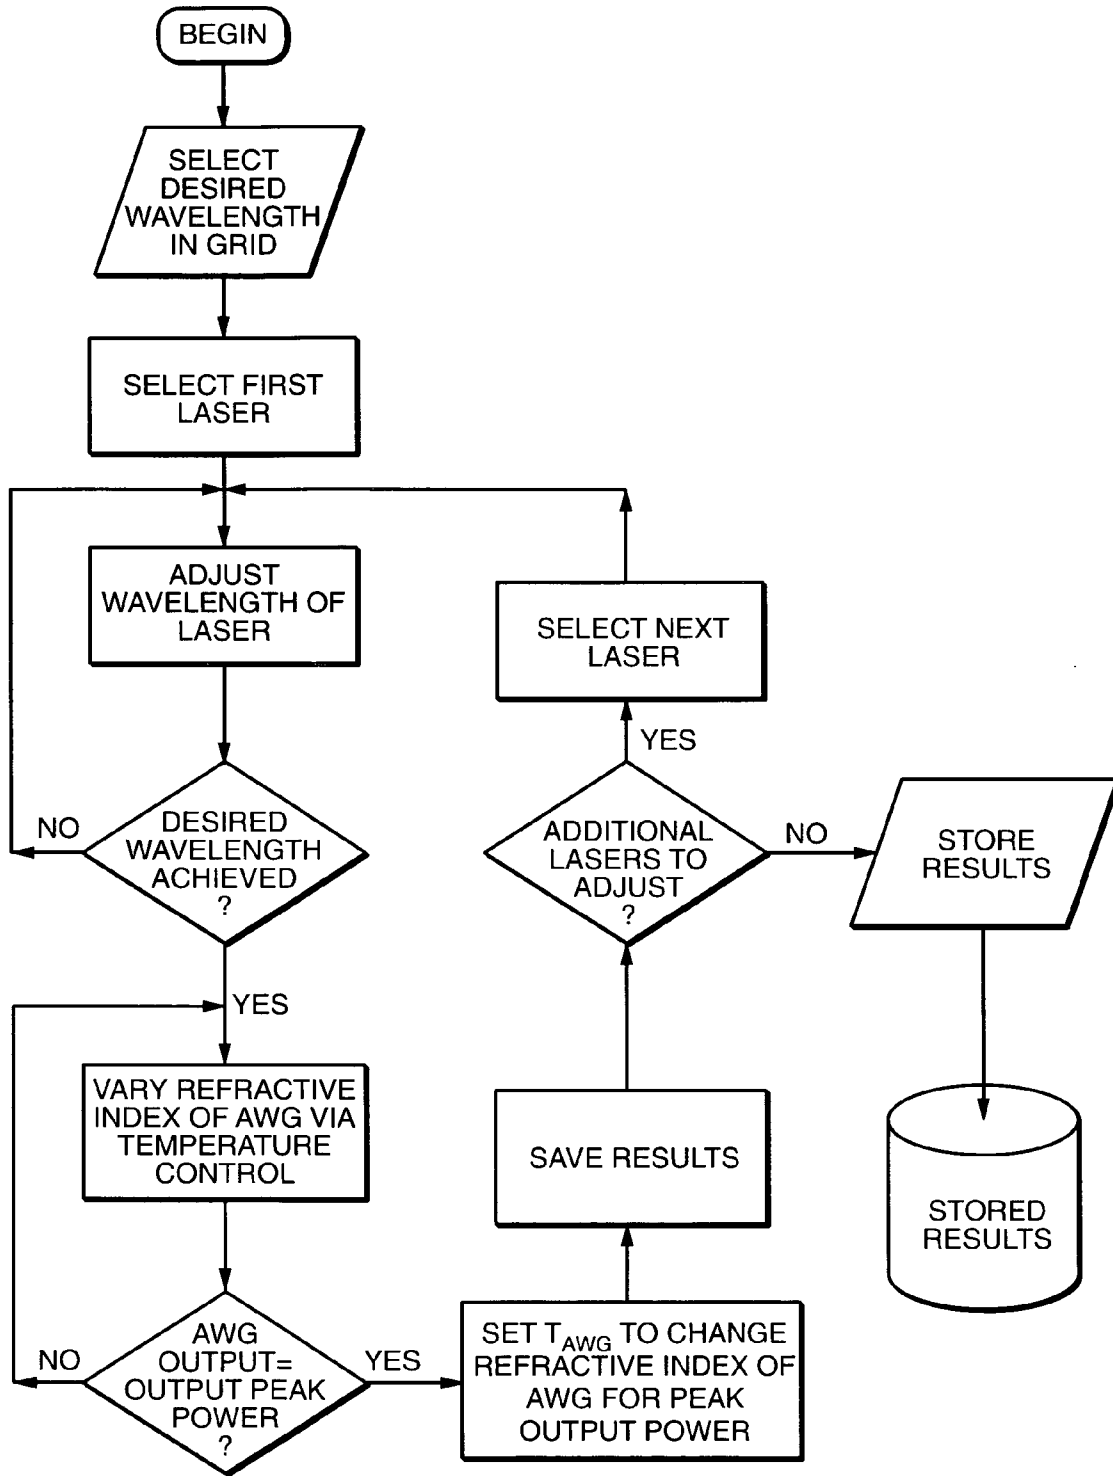 BEGIN
SELECT
DESIRED
WAVELENGTH
IN GRID
SELECT FIRST
LASER
ADJUST
WAVELENGTH OF
LASER
DESIRED
WAVELENGTH
ACHIEVED
?
NO
YES
VARY REFRACTIVE
INDEX OF AWG VIA
TEMPERATURE
CONTROL
AWG
OUTPUT=
OUTPUT PEAK
POWER
?
NO
YES
SET TAWG TO CHANGE
REFRACTIVE INDEX OF
AWG FOR PEAK
OUTPUT POWER
SAVE RESULTS
ADDITIONAL
LASERS TO
ADJUST
?
YES
SELECT NEXT
LASER
NO
STORE
RESULTS
STORED
RESULTS